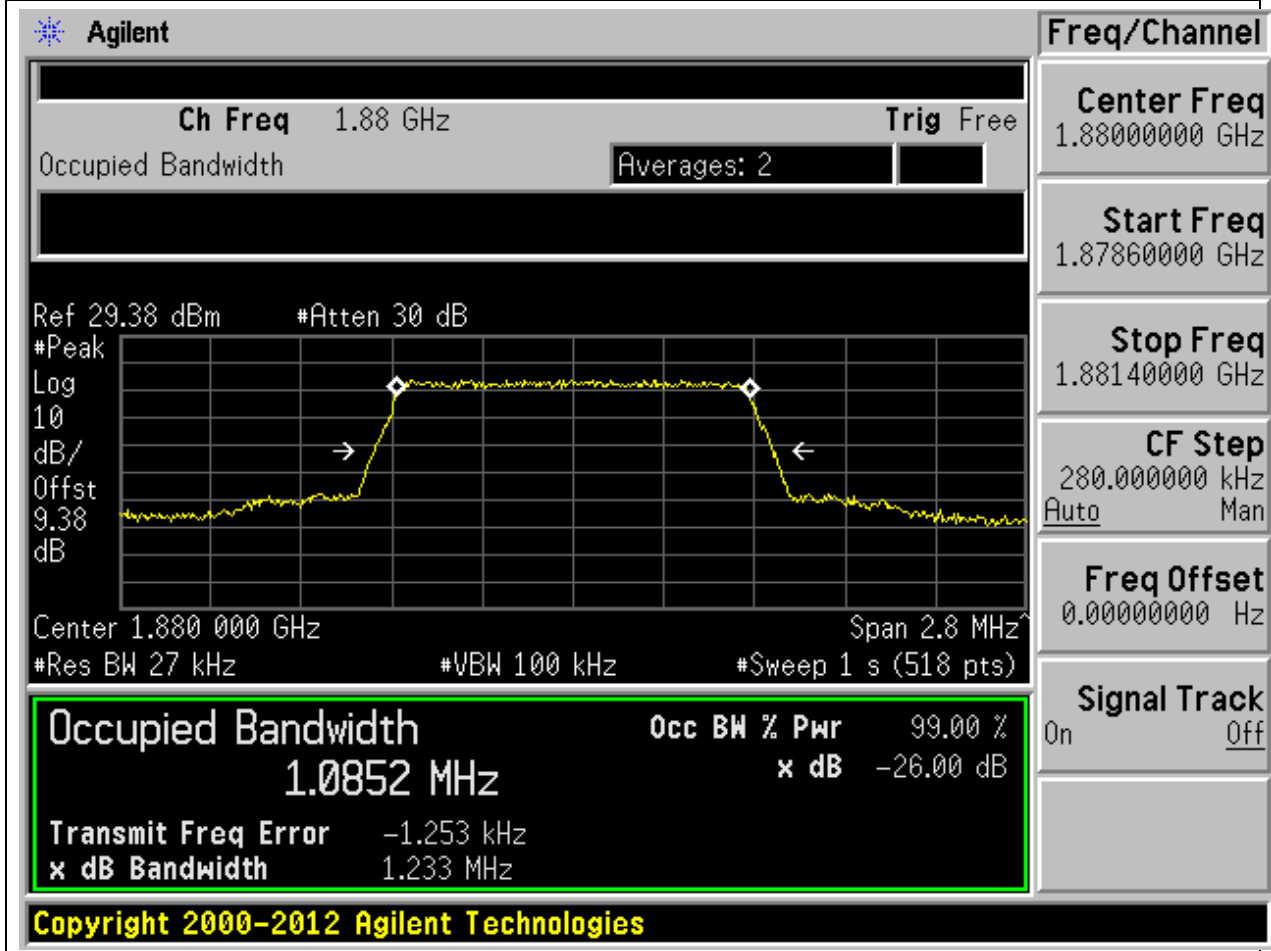 Agilent
Freq/Channel
Ch Freq 1.88 GHz Trig Free
Occupied Bandwidth Averages: 2
Center Freq
1.88000000 GHz
Start Freq
1.87860000 GHz
Stop Freq
1.88140000 GHz
CF Step
280.000000 kHz
Auto Man
Freq Offset
0.00000000 Hz
Signal Track
On Off
Ref 29.38 dBm #Atten 30 dB
#Peak
Log
10
dB/
Offst
9.38
dB
Center 1.880 000 GHz Span 2.8 MHz^
#Res BW 27 kHz #VBW 100 kHz #Sweep 1 s (518 pts)
Occupied Bandwidth Occ BW % Pwr 99.00 %
1.0852 MHz x dB -26.00 dB
Transmit Freq Error -1.253 kHz
x dB Bandwidth 1.233 MHz
Copyright 2000-2012 Agilent Technologies